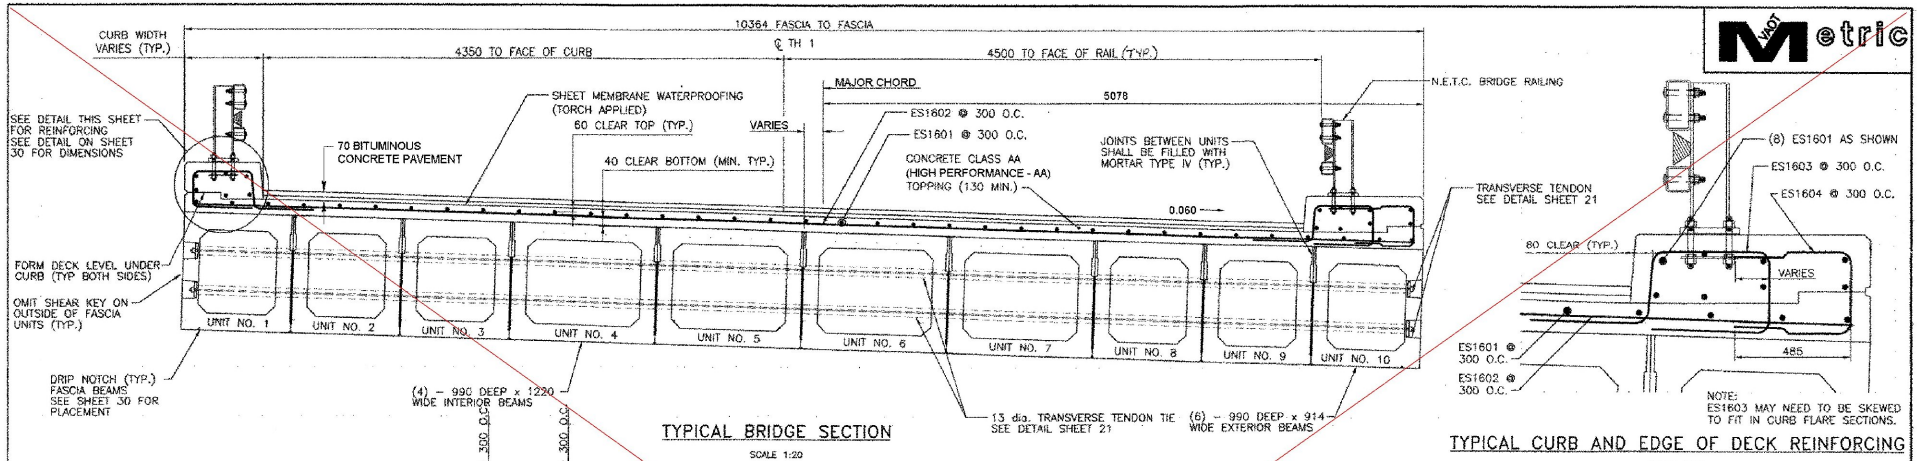 10364 FASCIA TO FASCIA
CURB WIDTH
VARIES (TYP.)
4350 TO FACE OF CURB
℄ TH 1
4500 TO FACE OF RAIL (TYP.)
VAOT
Metric
MAJOR CHORD
5078
N.E.T.C. BRIDGE RAILING
SHEET MEMBRANE WATERPROOFING
(TORCH APPLIED)
60 CLEAR TOP (TYP.)
VARIES
ES1602 @ 300 O.C.
ES1601 @ 300 O.C.
SEE DETAIL THIS SHEET
FOR REINFORCING
SEE DETAIL ON SHEET
30 FOR DIMENSIONS
70 BITUMINOUS
CONCRETE PAVEMENT
40 CLEAR BOTTOM (MIN. TYP.)
CONCRETE CLASS AA
(HIGH PERFORMANCE - AA)
TOPPING (130 MIN.)
JOINTS BETWEEN UNITS
SHALL BE FILLED WITH
MORTAR TYPE IV (TYP.)
0.060
TRANSVERSE TENDON
SEE DETAIL SHEET 21
(8) ES1601 AS SHOWN
ES1603 @ 300 O.C.
ES1604 @ 300 O.C.
80 CLEAR (TYP.)
VARIES
FORM DECK LEVEL UNDER
CURB (TYP BOTH SIDES)
OMIT SHEAR KEY ON
OUTSIDE OF FASCIA
UNITS (TYP.)
UNIT NO. 1
UNIT NO. 2
UNIT NO. 3
UNIT NO. 4
UNIT NO. 5
UNIT NO. 6
UNIT NO. 7
UNIT NO. 8
UNIT NO. 9
UNIT NO. 10
ES1601 @
300 O.C.
ES1602 @
300 O.C.
485
DRIP NOTCH (TYP.)
FASCIA BEAMS
SEE SHEET 30 FOR
PLACEMENT
(4) - 990 DEEP x 1220
WIDE INTERIOR BEAMS
300 O.C.
300 O.C.
13 dia. TRANSVERSE TENDON TIE
SEE DETAIL SHEET 21
(6) - 990 DEEP x 914
WIDE EXTERIOR BEAMS
NOTE:
ES1603 MAY NEED TO BE SKEWED
TO FIT IN CURB FLARE SECTIONS.
TYPICAL BRIDGE SECTION
SCALE 1:20
TYPICAL CURB AND EDGE OF DECK REINFORCING